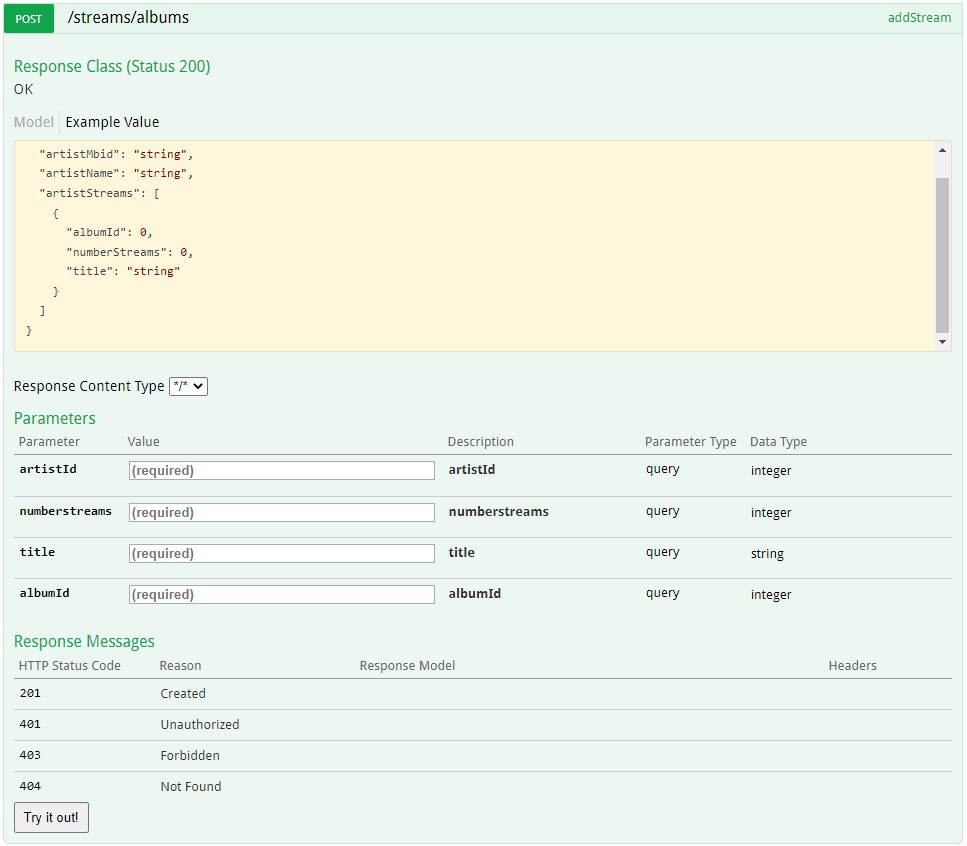 POST /streams/albums addStream
Response Class (Status 200)
OK
Model Example Value
"artistMbid": "string",
"artistName": "string",
"artistStreams": [
{
"albumId": 0,
"numberStreams": 0,
"title": "string"
}
]
}
Response Content Type */*
Parameters
Parameter Value Description Parameter Type Data Type
artistId (required) artistId query integer
numberstreams (required) numberstreams query integer
title (required) title query string
albumId (required) albumId query integer
Response Messages
HTTP Status Code Reason Response Model Headers
201 Created
401 Unauthorized
403 Forbidden
404 Not Found
Try it out!